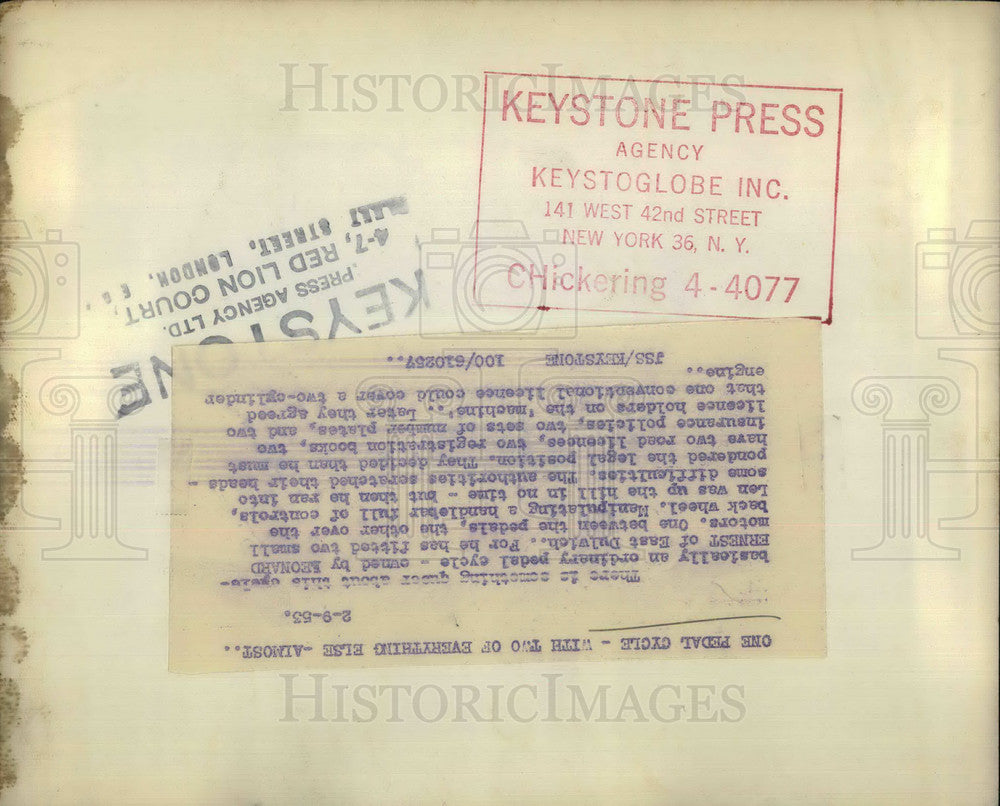 HISTORIC IMAGES
KEYSTONE PRESS
AGENCY
KEYSTOGLOBE INC.
141 WEST 42nd STREET
NEW YORK 36, N. Y.
CHickering 4-4077
KEYSTONE
PRESS AGENCY LTD.
4-7, RED LION COURT,
STREET, LONDON,
ONE PEDAL CYCLE - WITH TWO OF EVERYTHING ELSE -ALMOST..
2-9-53.
There is something queer about this cycle-
basically an ordinary pedal cycle - owned by LEONARD
ERNEST of East Dulwich.. For he has fitted two small
motors. One between the pedals, the other over the
back wheel. Manipulating a handlebar full of controls,
Len was up the hill in no time - but then he ran into
some difficulties. The authorities scratched their heads -
pondered the legal position. They decided then he must
have two road licences, two registration books, two
insurance policies, two sets of number plates, and two
licence holders on the 'machine'.. Later they agreed
that one conventional licence could cover a two-cylinder
engine..
JSS/KEYSTONE 100/610257..
HISTORIC IMAGES